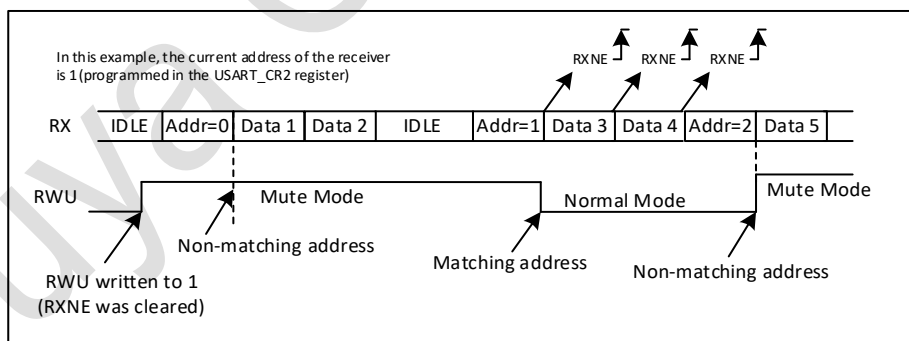 In this example, the current address of the receiver
is 1(programmed in the USART_CR2 register)
RXNE RXNE RXNE
RX IDLE Addr=0 Data 1 Data 2 IDLE Addr=1 Data 3 Data 4 Addr=2 Data 5
RWU Mute Mode Normal Mode Mute Mode
Non-matching address Matching address Non-matching address
RWU written to 1
(RXNE was cleared)